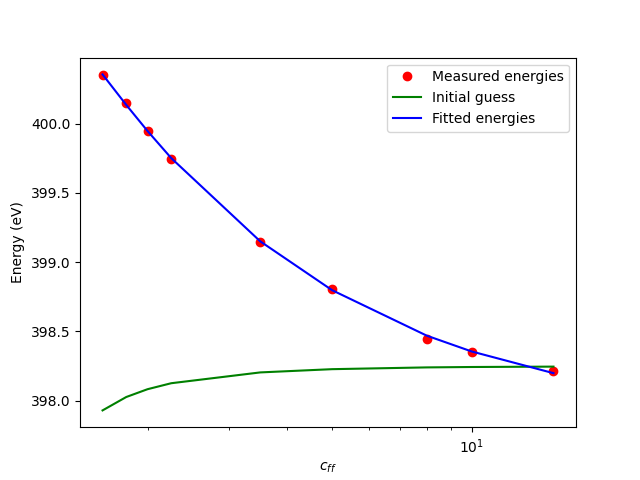 Measured energies
Initial guess
Fitted energies
400.0
399.5
399.0
398.5
398.0
Energy (eV)
10¹
c_ff